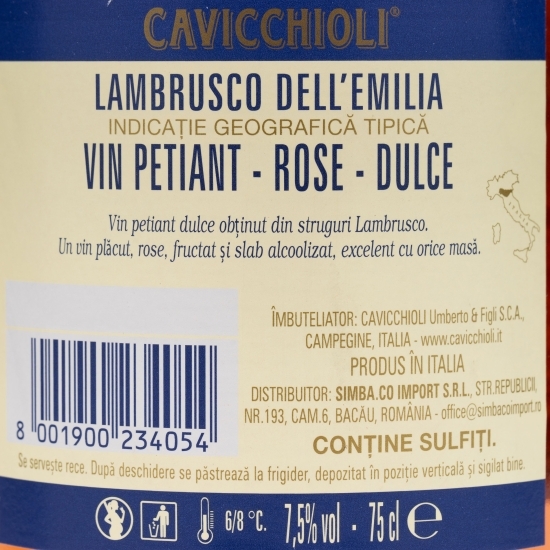 CAVICCHIOLI®
LAMBRUSCO DELL'EMILIA
INDICAȚIE GEOGRAFICĂ TIPICĂ
VIN PETIANT - ROSE - DULCE
Vin petiant dulce obținut din struguri Lambrusco.
Un vin plăcut, rose, fructat și slab alcoolizat, excelent cu orice masă.
ÎMBUTELIATOR: CAVICCHIOLI Umberto & Figli S.C.A.,
CAMPEGINE, ITALIA - www.cavicchioli.it
PRODUS ÎN ITALIA
DISTRIBUITOR: SIMBA.CO IMPORT S.R.L., STR.REPUBLICII,
NR.193, CAM.6, BACĂU, ROMÂNIA - office@simbacoimport.ro
CONȚINE SULFIȚI.
8 001900 234054
Se servește rece. După deschidere se păstrează la frigider, depozitat în poziție verticală și sigilat bine.
6/8 °C. 7,5% vol - 75 cl e